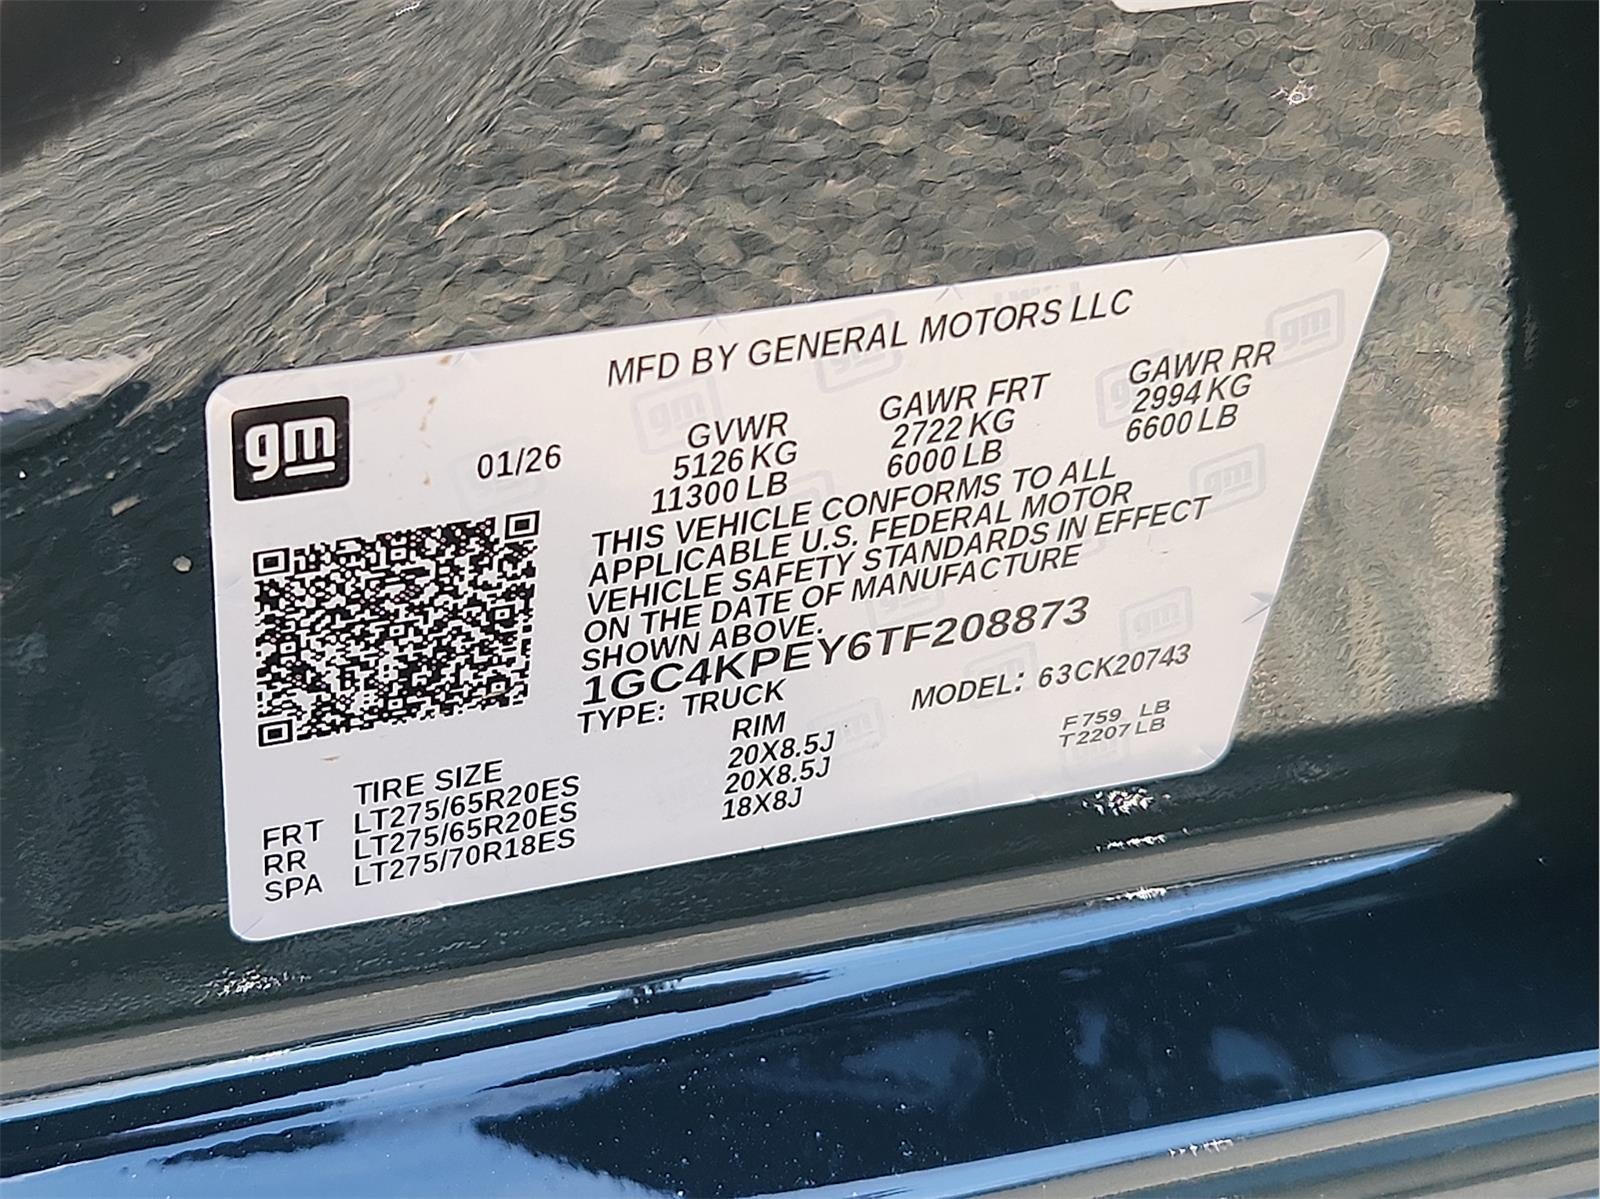 MFD BY GENERAL MOTORS LLC
gm
01/26
GVWR
5126 KG
11300 LB
GAWR FRT
2722 KG
6000 LB
GAWR RR
2994 KG
6600 LB
THIS VEHICLE CONFORMS TO ALL
APPLICABLE U.S. FEDERAL MOTOR
VEHICLE SAFETY STANDARDS IN EFFECT
ON THE DATE OF MANUFACTURE
SHOWN ABOVE.
1GC4KPEY6TF208873
TYPE: TRUCK
MODEL: 63CK20743
F 759 LB
T 2207 LB
TIRE SIZE RIM
FRT LT275/65R20ES 20X8.5J
RR LT275/65R20ES 20X8.5J
SPA LT275/70R18ES 18X8J